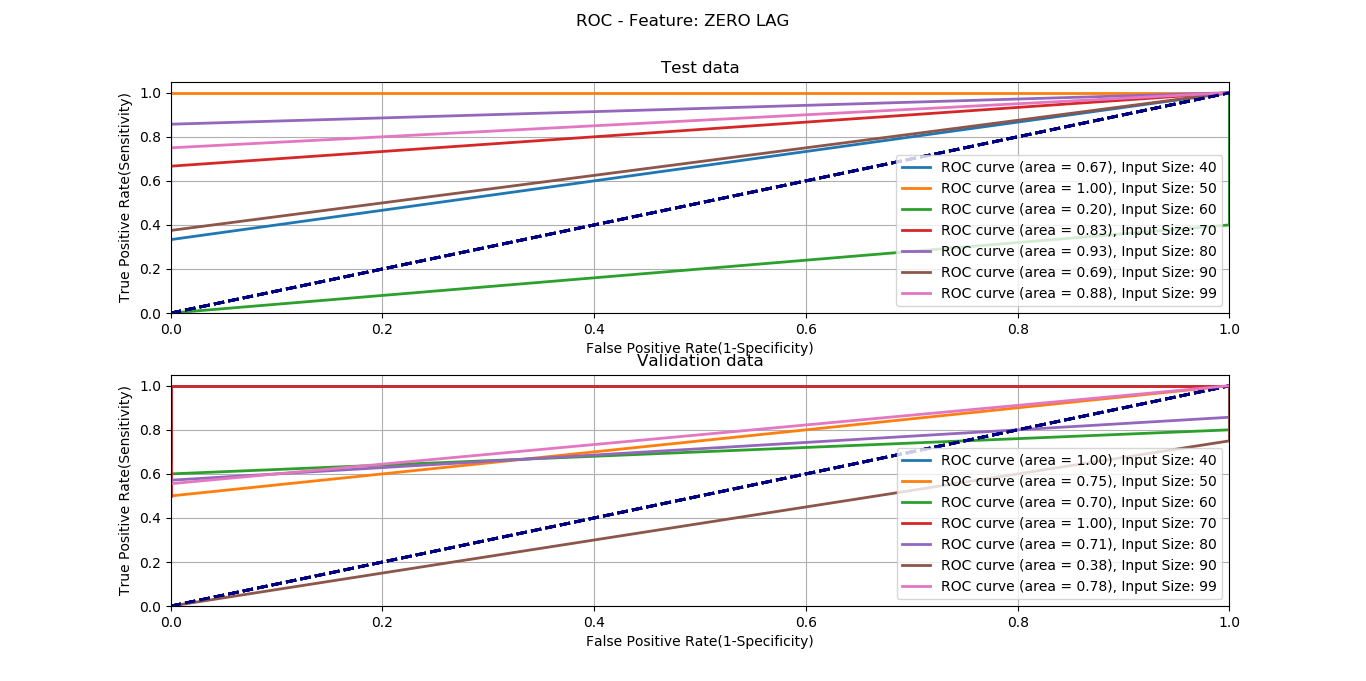 ROC - Feature: ZERO LAG
Test data
True Positive Rate(Sensitivity)
1.0
0.8
0.6
0.4
0.2
0.0
ROC curve (area = 0.67), Input Size: 40
ROC curve (area = 1.00), Input Size: 50
ROC curve (area = 0.20), Input Size: 60
ROC curve (area = 0.83), Input Size: 70
ROC curve (area = 0.93), Input Size: 80
ROC curve (area = 0.69), Input Size: 90
ROC curve (area = 0.88), Input Size: 99
0.0 0.2 0.4 0.6 0.8 1.0
False Positive Rate(1-Specificity)
Validation data
True Positive Rate(Sensitivity)
1.0
0.8
0.6
0.4
0.2
0.0
ROC curve (area = 1.00), Input Size: 40
ROC curve (area = 0.75), Input Size: 50
ROC curve (area = 0.70), Input Size: 60
ROC curve (area = 1.00), Input Size: 70
ROC curve (area = 0.71), Input Size: 80
ROC curve (area = 0.38), Input Size: 90
ROC curve (area = 0.78), Input Size: 99
0.0 0.2 0.4 0.6 0.8 1.0
False Positive Rate(1-Specificity)